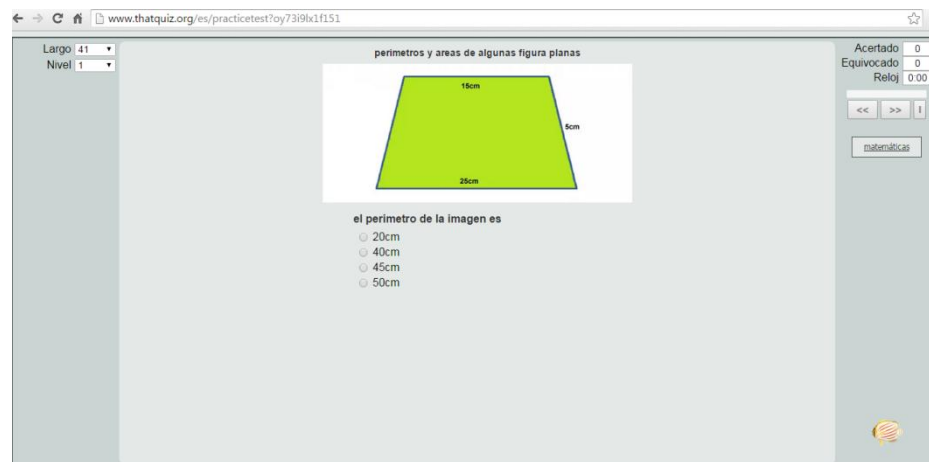 www.thatquiz.org/es/practicetest?oy73i9lx1f151
Largo 41
Nivel 1
perimetros y areas de algunas figura planas
15cm
5cm
25cm
el perimetro de la imagen es
20cm
40cm
45cm
50cm
Acertado 0
Equivocado 0
Reloj 0:00
<< >> I
matemáticas